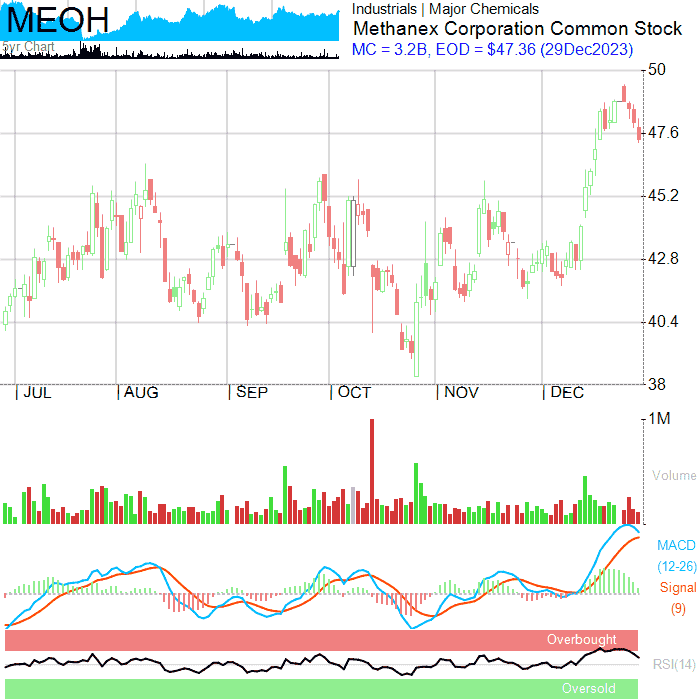 MEOH
5yr Chart
Industrials | Major Chemicals
Methanex Corporation Common Stock
MC = 3.2B, EOD = $47.36 (29Dec2023)
50
47.6
45.2
42.8
40.4
38
| JUL | AUG | SEP | OCT | NOV | DEC
1M
Volume
MACD
(12-26)
Signal
(9)
Overbought
RSI(14)
Oversold